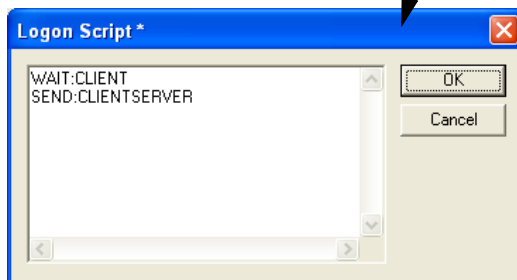 Logon Script *
WAIT:CLIENT
SEND:CLIENTSERVER
OK
Cancel